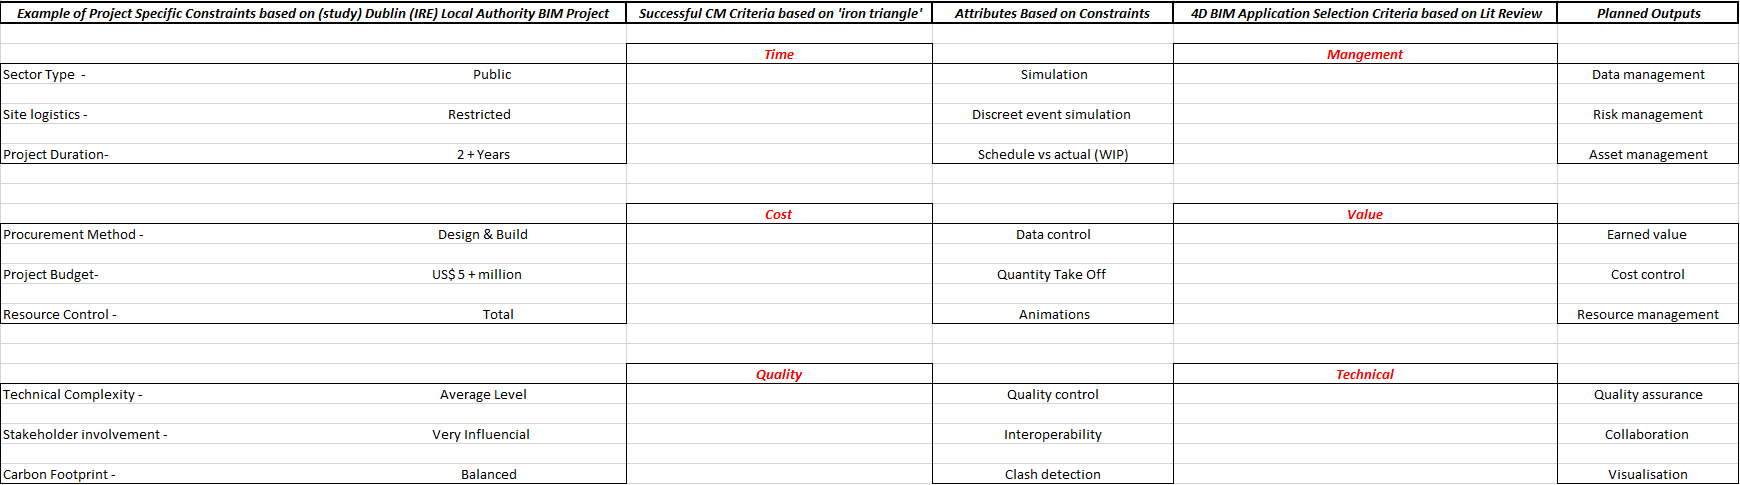 Example of Project Specific Constraints based on (study) Dublin (IRE) Local Authority BIM Project Successful CM Criteria based on 'iron triangle' Attributes Based on Constraints 4D BIM Application Selection Criteria based on Lit Review Planned Outputs
Time Mangement
Sector Type - Public Simulation Data management
Site logistics - Restricted Discreet event simulation Risk management
Project Duration- 2 + Years Schedule vs actual (WIP) Asset management
Cost Value
Procurement Method - Design & Build Data control Earned value
Project Budget- US$ 5 + million Quantity Take Off Cost control
Resource Control - Total Animations Resource management
Quality Technical
Technical Complexity - Average Level Quality control Quality assurance
Stakeholder involvement - Very Influencial Interoperability Collaboration
Carbon Footprint - Balanced Clash detection Visualisation